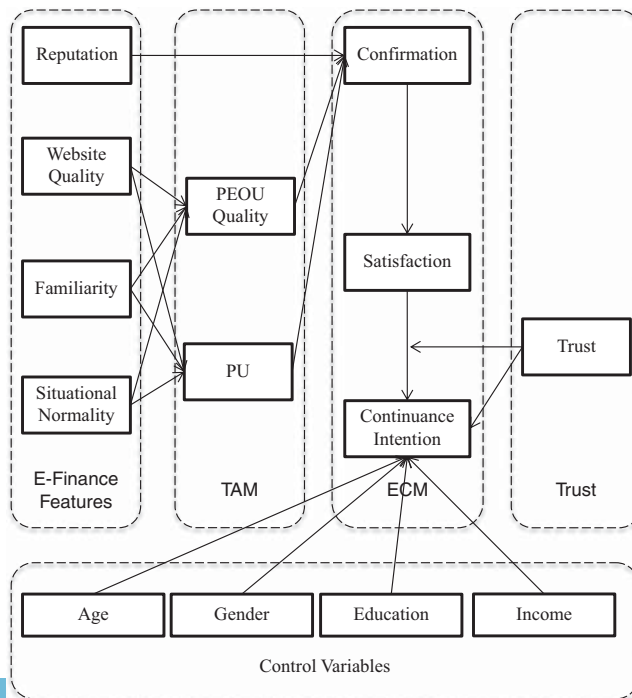 Reputation
Confirmation
Website
Quality
PEOU
Quality
Satisfaction
Familiarity
Trust
PU
Situational
Normality
Continuance
Intention
E-Finance
Features
TAM
ECM
Trust
Age
Gender
Education
Income
Control Variables